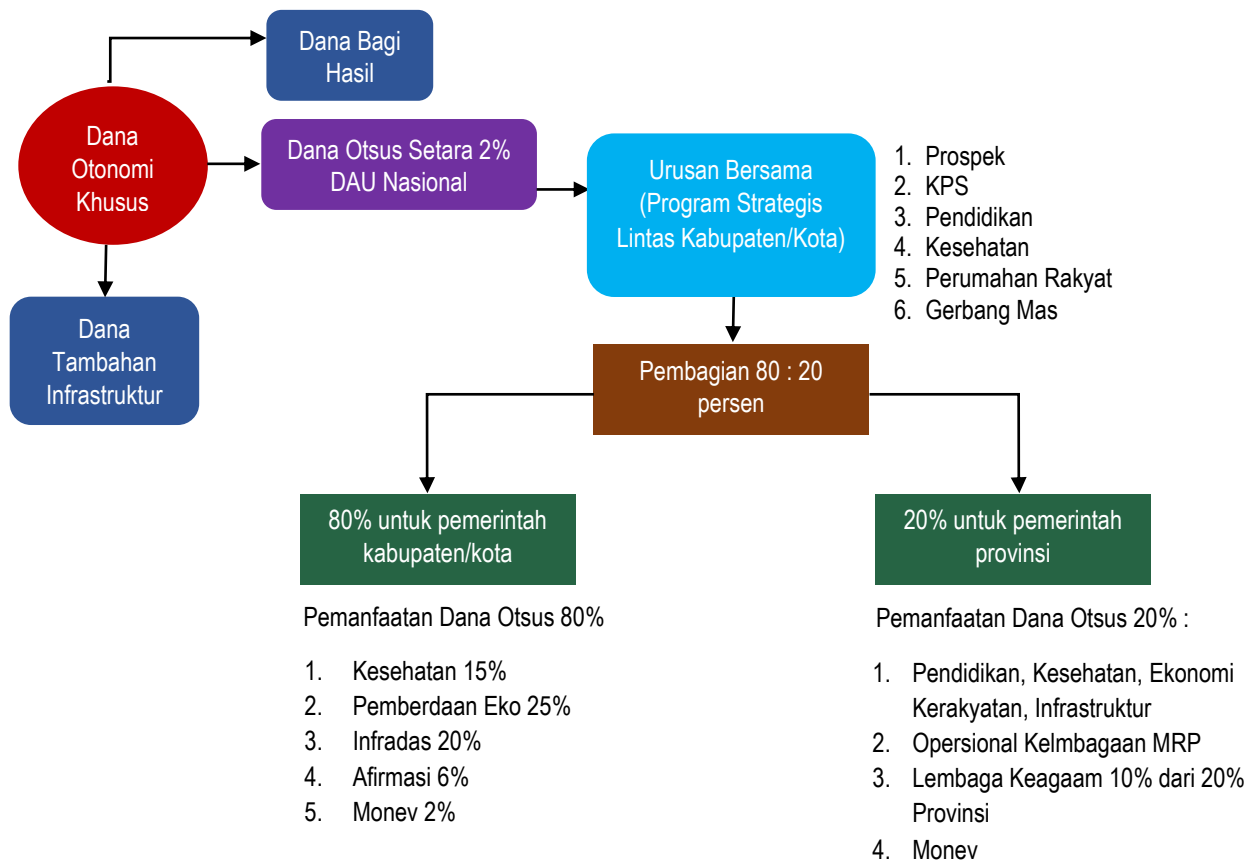 Dana Bagi
Hasil
Dana
Otonomi
Khusus
Dana Otsus Setara 2%
DAU Nasional
Urusan Bersama
(Program Strategis
Lintas Kabupaten/Kota)
1. Prospek
2. KPS
3. Pendidikan
4. Kesehatan
5. Perumahan Rakyat
6. Gerbang Mas
Dana
Tambahan
Infrastruktur
Pembagian 80 : 20
persen
80% untuk pemerintah
kabupaten/kota
20% untuk pemerintah
provinsi
Pemanfaatan Dana Otsus 80%
1. Kesehatan 15%
2. Pemberdaan Eko 25%
3. Infradas 20%
4. Afirmasi 6%
5. Monev 2%
Pemanfaatan Dana Otsus 20% :
1. Pendidikan, Kesehatan, Ekonomi
Kerakyatan, Infrastruktur
2. Opersional Kelmbagaan MRP
3. Lembaga Keagaam 10% dari 20%
Provinsi
4. Monev